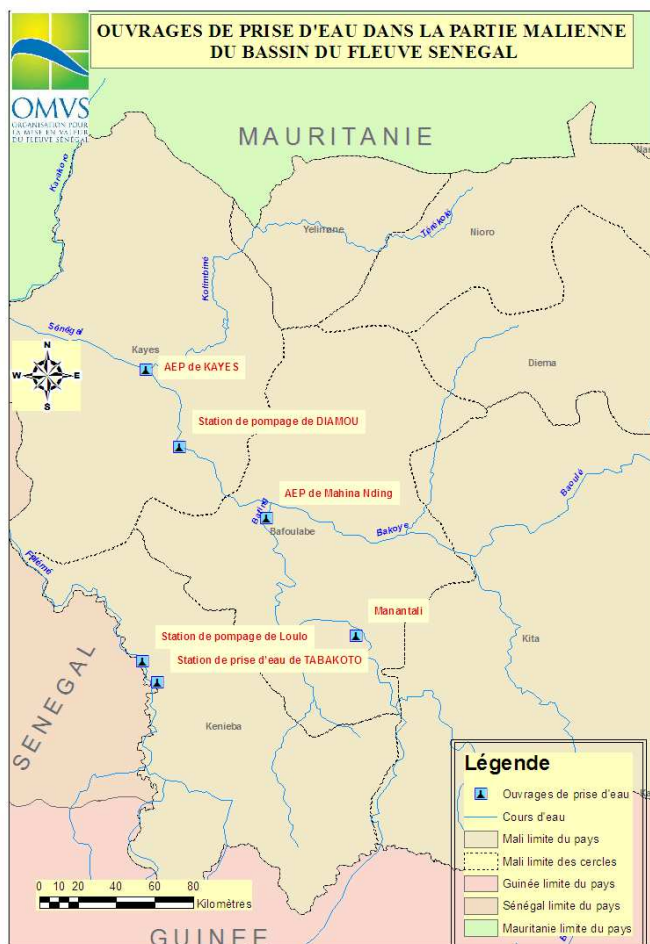 OUVRAGES DE PRISE D'EAU DANS LA PARTIE MALIENNE
DU BASSIN DU FLEUVE SENEGAL
OMVS
ORGANISATION POUR
LA MISE EN VALEUR
DU FLEUVE SÉNÉGAL
MAURITANIE
Karakoro
Yelimane
Térékolé
Nioro
Kolimbiné
Sénégal
N
W
E
S
Kayes
AEP de KAYES
Diema
Station de pompage de DIAMOU
AEP de Mahina Nding
Bafing
Bafoulabe
Bakoye
Baoulé
Falémé
Manantali
Kita
Station de pompage de Loulo
Station de prise d'eau de TABAKOTO
SENEGAL
Kenieba
Légende
Ouvrages de prise d'eau
Cours d'eau
Mali limite du pays
Mali limite des cercles
Guinée limite du pays
Sénégal limite du pays
Mauritanie limite du pays
0 10 20 40 60 80
Kilomètres
GUINEE